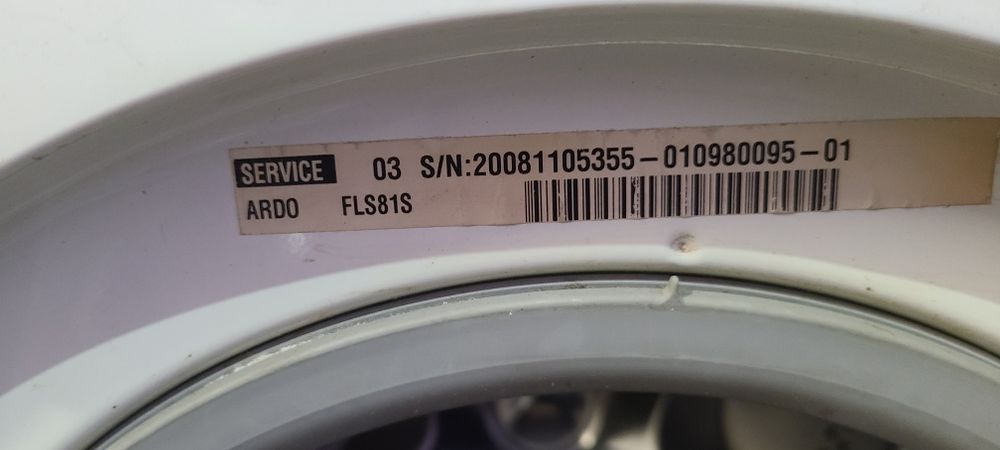 SERVICE 03 S/N:20081105355-010980095-01
ARDO FLS81S